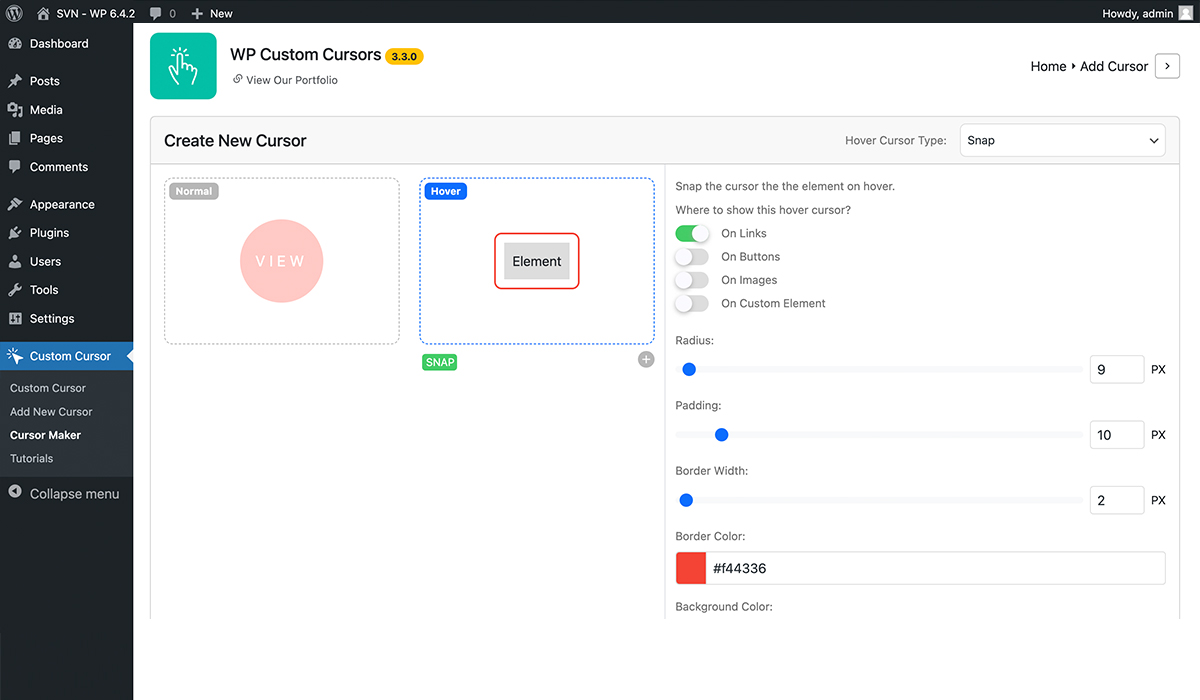 SVN - WP 6.4.2
0
New
Howdy, admin
Dashboard
Posts
Media
Pages
Comments
Appearance
Plugins
Users
Tools
Settings
Custom Cursor
Custom Cursor
Add New Cursor
Cursor Maker
Tutorials
Collapse menu
WP Custom Cursors 3.3.0
View Our Portfolio
Home Add Cursor
Create New Cursor
Hover Cursor Type: Snap
Normal
VIEW
Hover
Element
SNAP
Snap the cursor the the element on hover.
Where to show this hover cursor?
On Links
On Buttons
On Images
On Custom Element
Radius:
9 PX
Padding:
10 PX
Border Width:
2 PX
Border Color:
#f44336
Background Color: